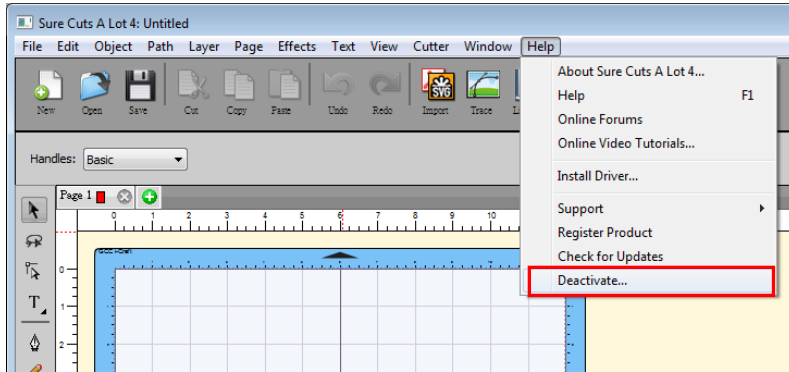 Sure Cuts A Lot 4: Untitled
File Edit Object Path Layer Page Effects Text View Cutter Window Help
New Open Save Cut Copy Paste Undo Redo Import Trace
SVG
About Sure Cuts A Lot 4...
Help F1
Online Forums
Online Video Tutorials...
Install Driver...
Support
Register Product
Check for Updates
Deactivate...
Handles: Basic
Page 1
0 1 2 3 4 5 6 7 8 9 10
0
1
2
T